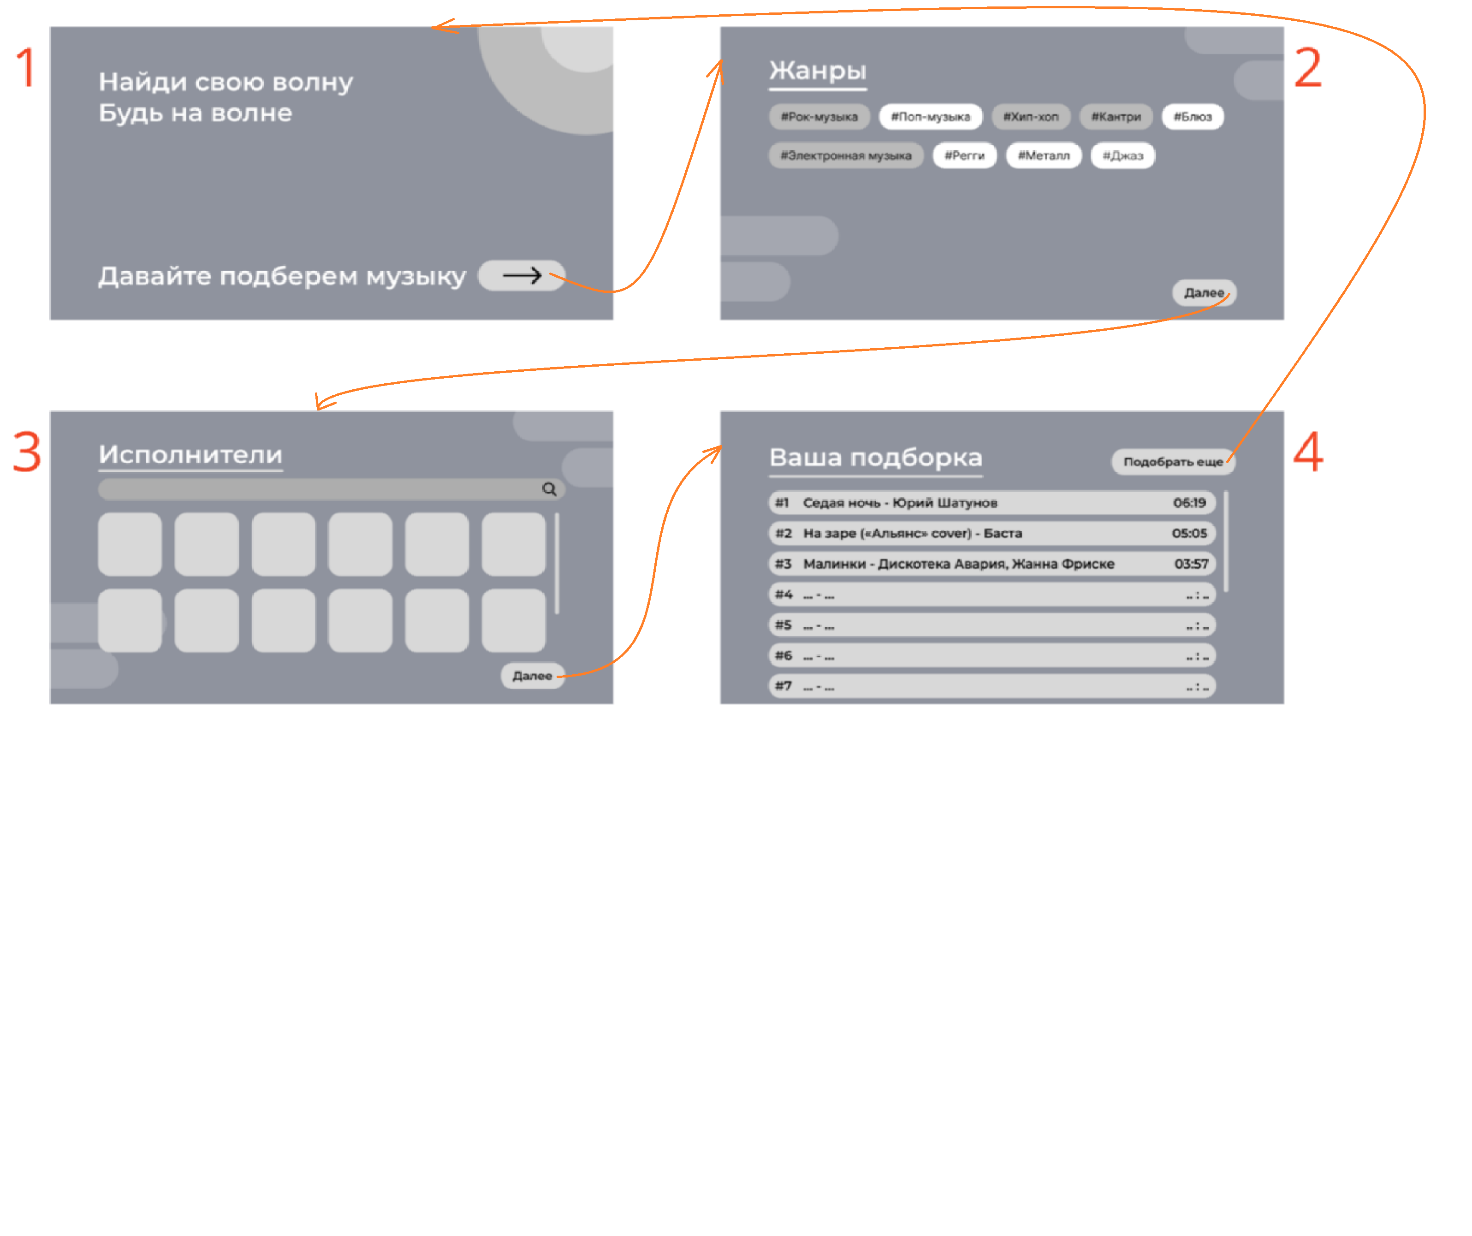 1
Найди свою волну
Будь на волне
Давайте подберем музыку
2
Жанры
#Рок-музыка #Поп-музыка #Хип-хоп #Кантри #Блюз
#Электронная музыка #Регги #Металл #Джаз
Далее
3
Исполнители
Далее
4
Ваша подборка
Подобрать еще
#1 Седая ночь - Юрий Шатунов 06:19
#2 На заре («Альянс» cover) - Баста 05:05
#3 Малинки - Дискотека Авария, Жанна Фриске 03:57
#4 ... - ... .. : ..
#5 ... - ... .. : ..
#6 ... - ... .. : ..
#7 ... - ... .. : ..